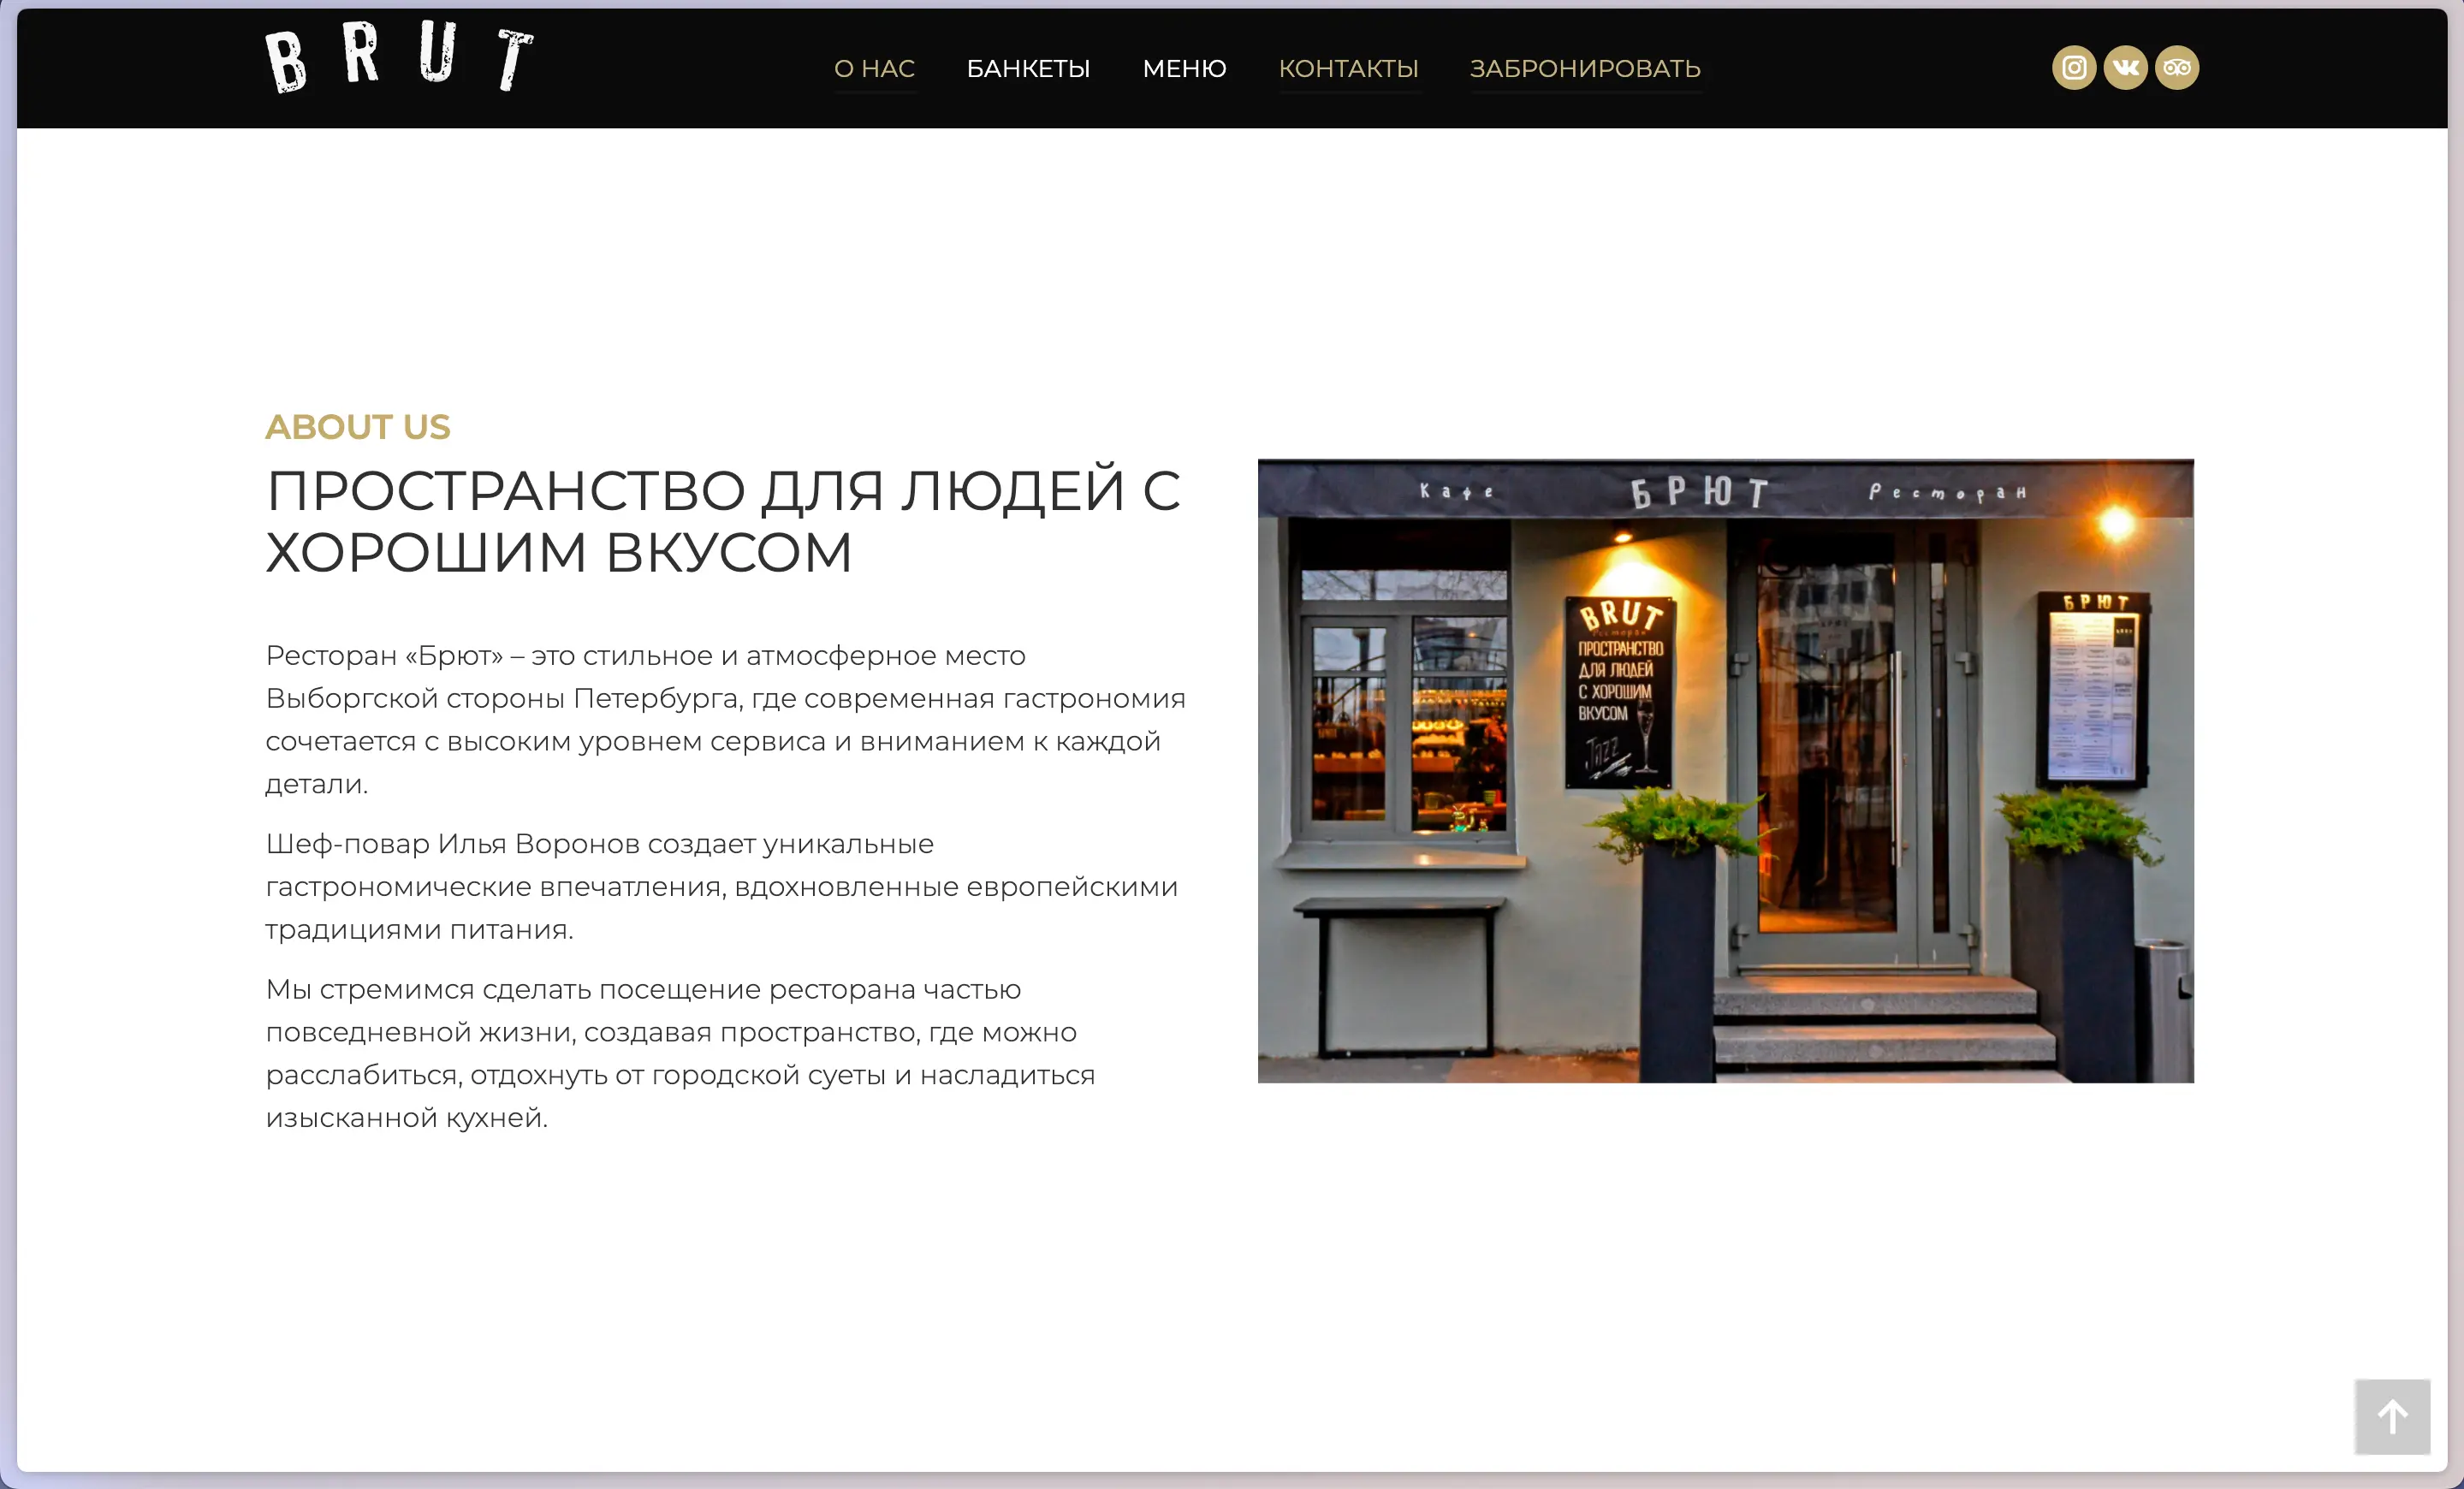 BRUT
О НАС
БАНКЕТЫ
МЕНЮ
КОНТАКТЫ
ЗАБРОНИРОВАТЬ
ABOUT US
ПРОСТРАНСТВО ДЛЯ ЛЮДЕЙ С
ХОРОШИМ ВКУСОМ
Ресторан «Брют» – это стильное и атмосферное место
Выборгской стороны Петербурга, где современная гастрономия
сочетается с высоким уровнем сервиса и вниманием к каждой
детали.
Шеф-повар Илья Воронов создает уникальные
гастрономические впечатления, вдохновленные европейскими
традициями питания.
Мы стремимся сделать посещение ресторана частью
повседневной жизни, создавая пространство, где можно
расслабиться, отдохнуть от городской суеты и насладиться
изысканной кухней.
Кафе БРЮТ Ресторан
BRUT
Ресторан
ПРОСТРАНСТВО
ДЛЯ ЛЮДЕЙ
С ХОРОШИМ
ВКУСОМ
Jazz
БРЮТ